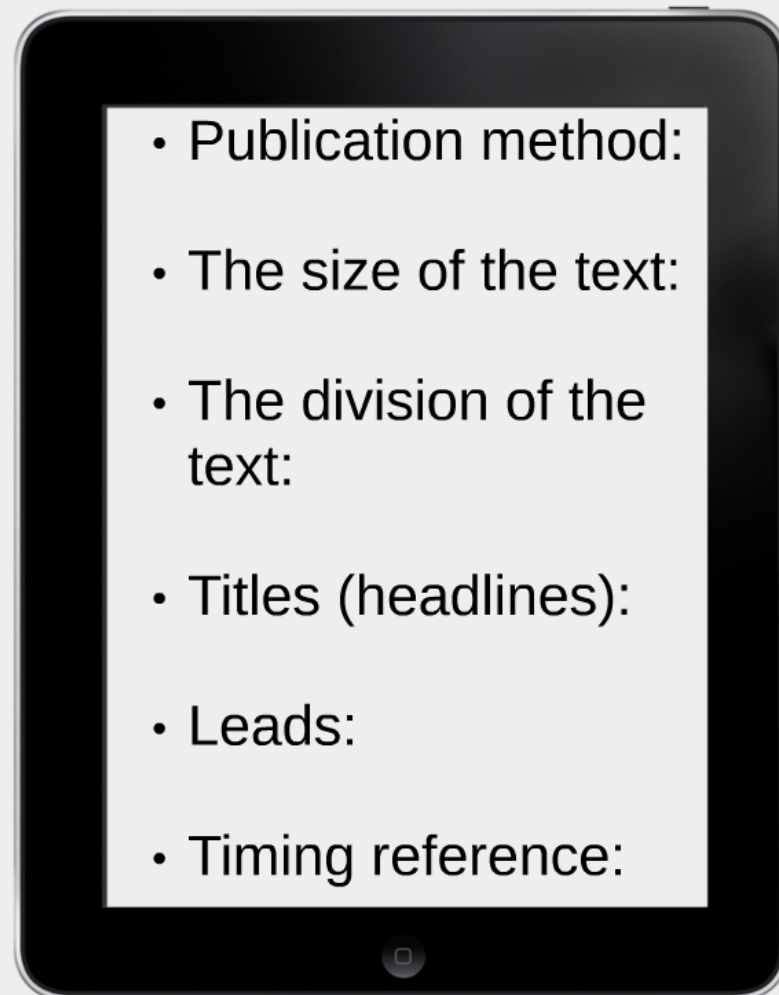 • Publication method:
• The size of the text:
• The division of the
text:
• Titles (headlines):
• Leads:
• Timing reference: